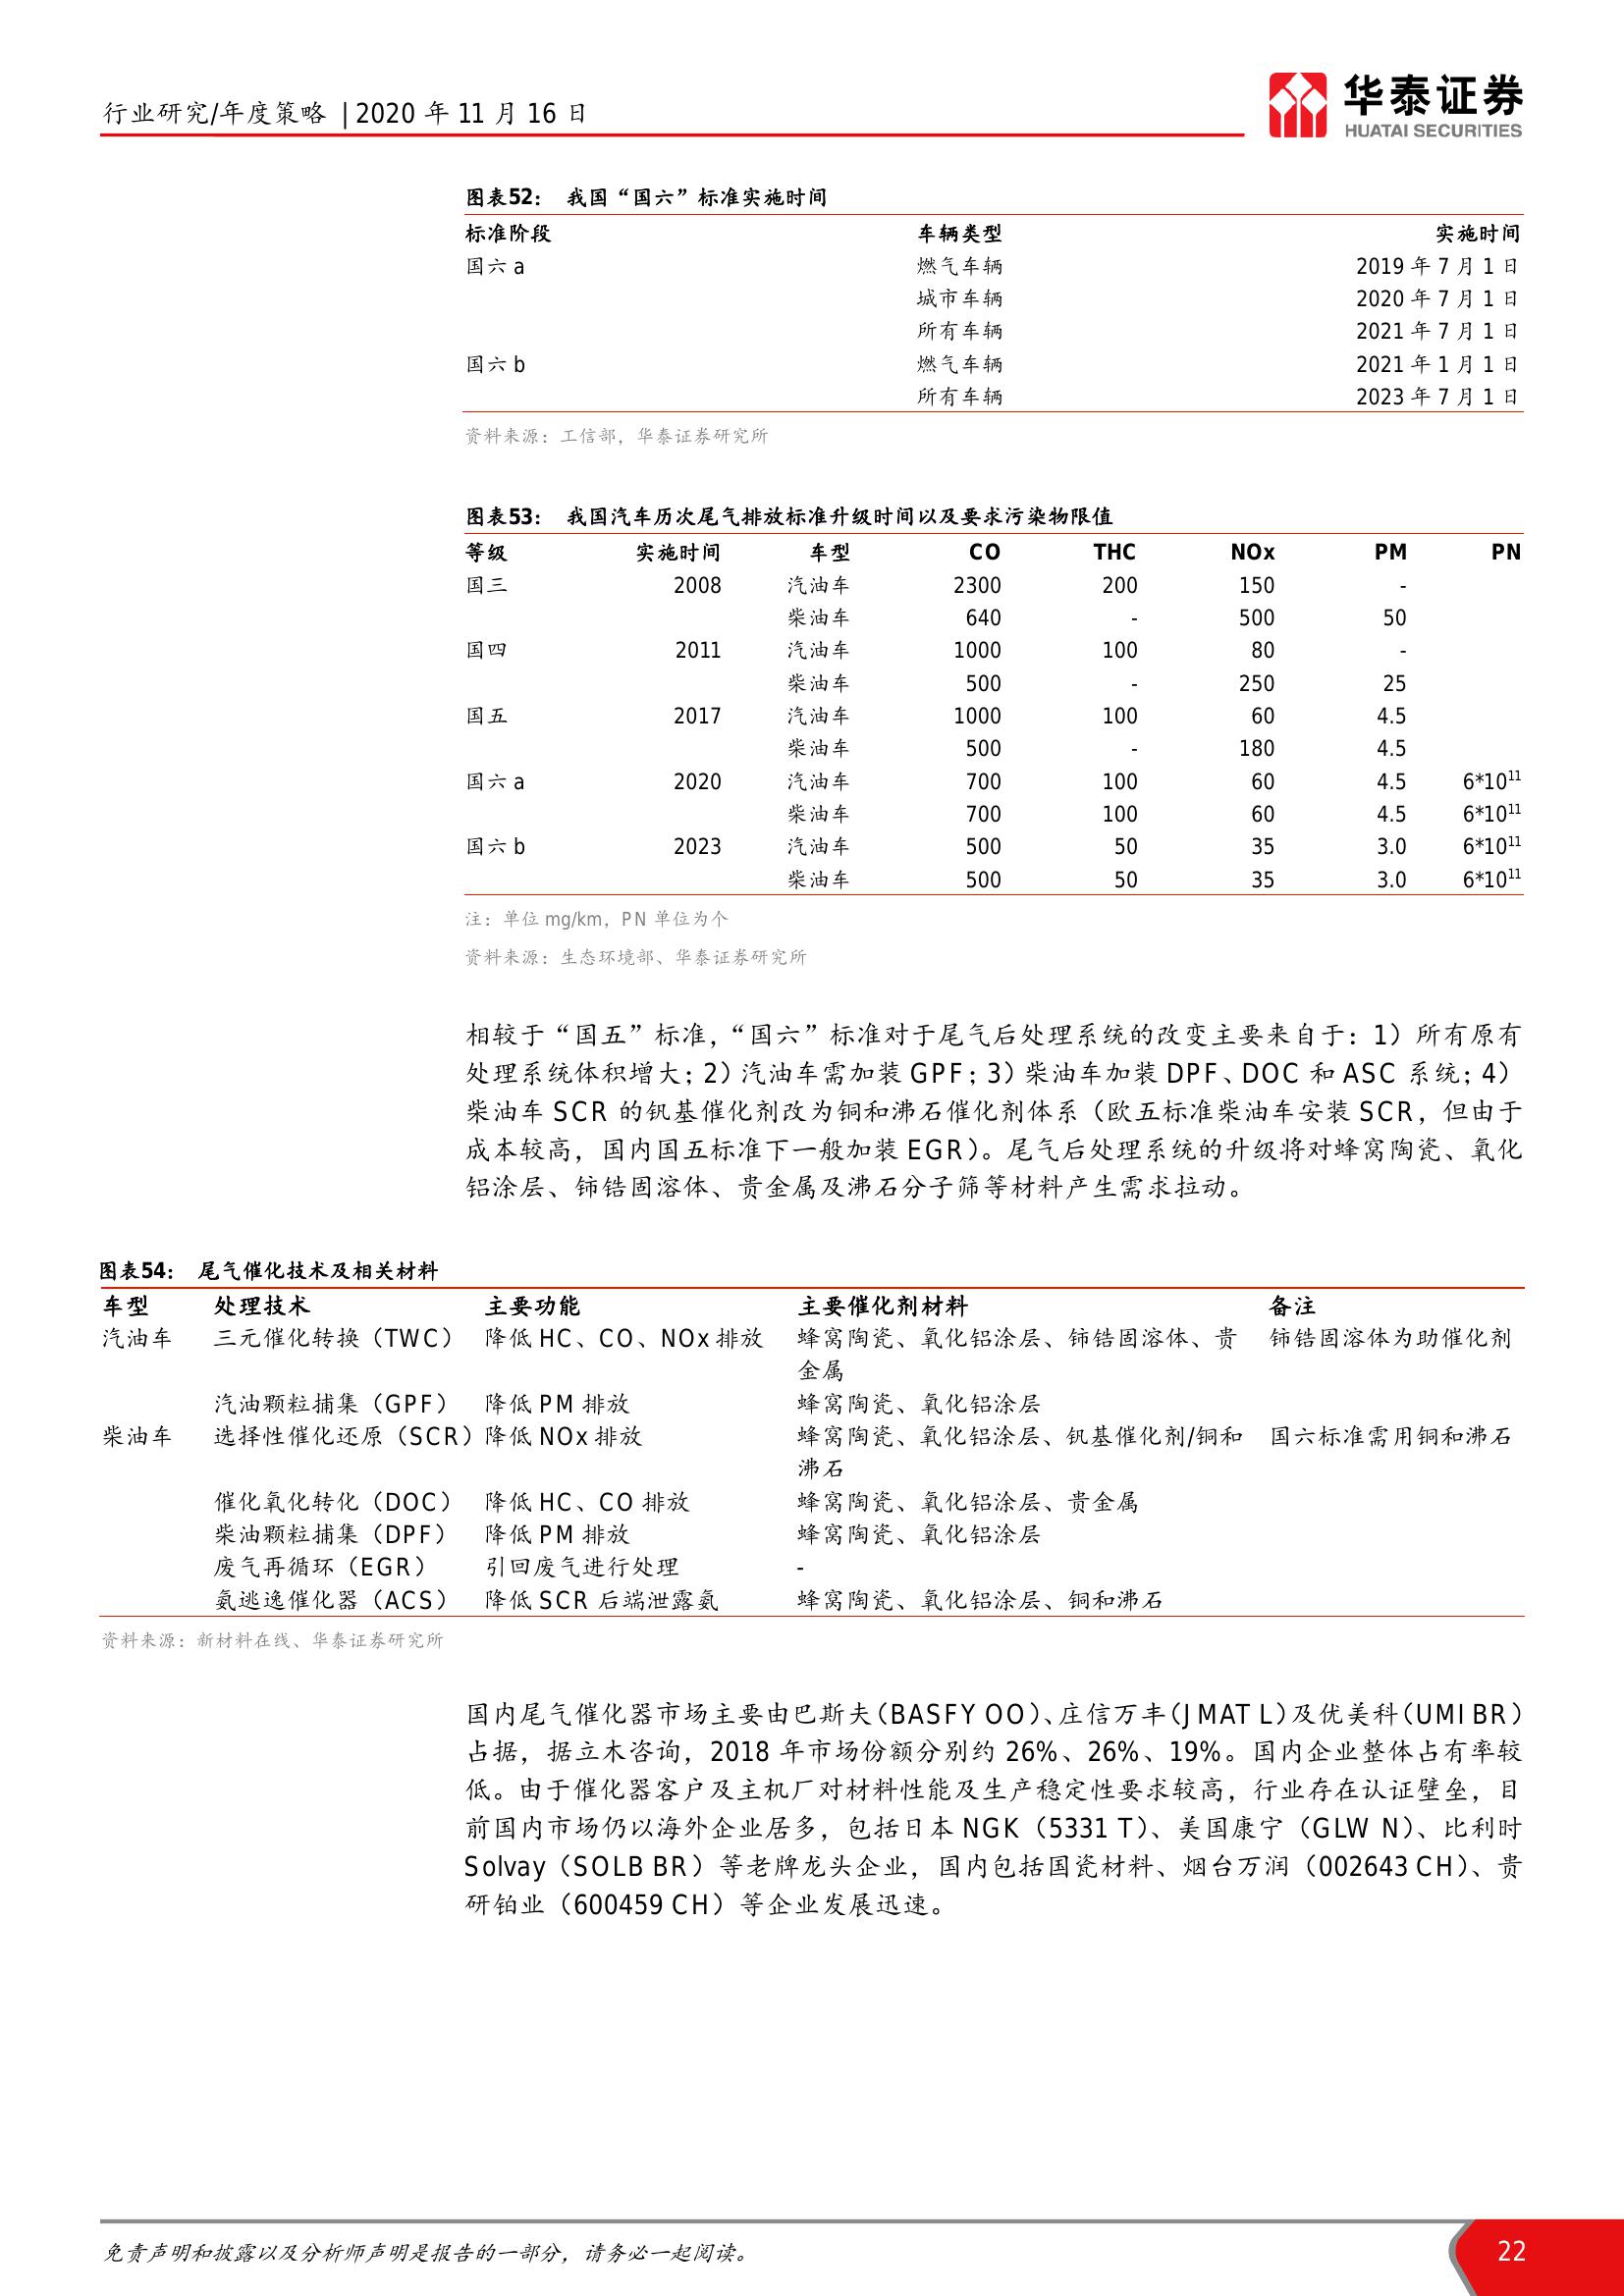 行业研究/年度策略 | 2020 年 11 月 16 日
华泰证券
HUATAI SECURITIES
图表52： 我国“国六”标准实施时间
标准阶段 车辆类型 实施时间
国六 a 燃气车辆 2019 年 7 月 1 日
城市车辆 2020 年 7 月 1 日
所有车辆 2021 年 7 月 1 日
国六 b 燃气车辆 2021 年 1 月 1 日
所有车辆 2023 年 7 月 1 日
资料来源：工信部，华泰证券研究所
图表53： 我国汽车历次尾气排放标准升级时间以及要求污染物限值
等级 实施时间 车型 CO THC NOx PM PN
国三 2008 汽油车 2300 200 150 -
柴油车 640 - 500 50
国四 2011 汽油车 1000 100 80 -
柴油车 500 - 250 25
国五 2017 汽油车 1000 100 60 4.5
柴油车 500 - 180 4.5
国六 a 2020 汽油车 700 100 60 4.5 6*10¹¹
柴油车 700 100 60 4.5 6*10¹¹
国六 b 2023 汽油车 500 50 35 3.0 6*10¹¹
柴油车 500 50 35 3.0 6*10¹¹
注：单位 mg/km，PN 单位为个
资料来源：生态环境部、华泰证券研究所
相较于“国五”标准，“国六”标准对于尾气后处理系统的改变主要来自于：1）所有原有
处理系统体积增大；2）汽油车需加装 GPF；3）柴油车加装 DPF、DOC 和 ASC 系统；4）
柴油车 SCR 的钒基催化剂改为铜和沸石催化剂体系（欧五标准柴油车安装 SCR，但由于
成本较高，国内国五标准下一般加装 EGR）。尾气后处理系统的升级将对蜂窝陶瓷、氧化
铝涂层、铈锆固溶体、贵金属及沸石分子筛等材料产生需求拉动。
图表54： 尾气催化技术及相关材料
车型 处理技术 主要功能 主要催化剂材料 备注
汽油车 三元催化转换（TWC） 降低 HC、CO、NOx 排放 蜂窝陶瓷、氧化铝涂层、铈锆固溶体、贵 铈锆固溶体为助催化剂
金属
汽油颗粒捕集（GPF） 降低 PM 排放 蜂窝陶瓷、氧化铝涂层
柴油车 选择性催化还原（SCR） 降低 NOx 排放 蜂窝陶瓷、氧化铝涂层、钒基催化剂/铜和 国六标准需用铜和沸石
沸石
催化氧化转化（DOC） 降低 HC、CO 排放 蜂窝陶瓷、氧化铝涂层、贵金属
柴油颗粒捕集（DPF） 降低 PM 排放 蜂窝陶瓷、氧化铝涂层
废气再循环（EGR） 引回废气进行处理 -
氨逃逸催化器（ACS） 降低 SCR 后端泄露氨 蜂窝陶瓷、氧化铝涂层、铜和沸石
资料来源：新材料在线、华泰证券研究所
国内尾气催化器市场主要由巴斯夫（BASFY OO）、庄信万丰（JMAT L）及优美科（UMI BR）
占据，据立木咨询，2018 年市场份额分别约 26%、26%、19%。国内企业整体占有率较
低。由于催化器客户及主机厂对材料性能及生产稳定性要求较高，行业存在认证壁垒，目
前国内市场仍以海外企业居多，包括日本 NGK（5331 T）、美国康宁（GLW N）、比利时
Solvay（SOLB BR）等老牌龙头企业，国内包括国瓷材料、烟台万润（002643 CH）、贵
研铂业（600459 CH）等企业发展迅速。
免责声明和披露以及分析师声明是报告的一部分，请务必一起阅读。
22